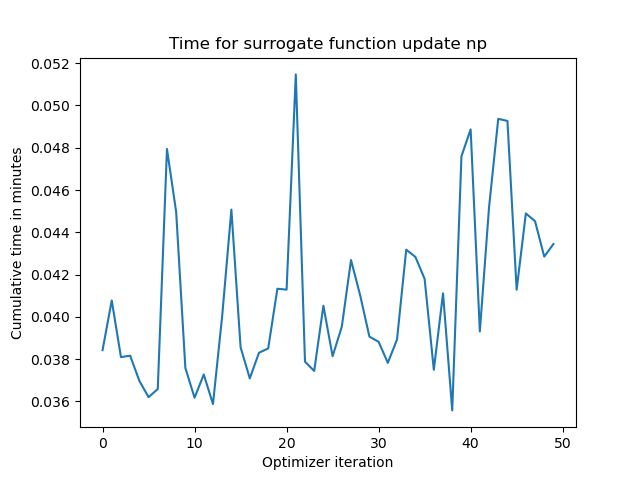 Time for surrogate function update np
Cumulative time in minutes
0.052
0.050
0.048
0.046
0.044
0.042
0.040
0.038
0.036
0 10 20 30 40 50
Optimizer iteration